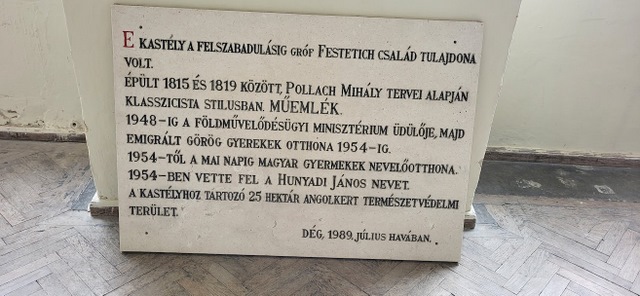 E KASTÉLY A FELSZABADULÁSIG GRÓF FESTETICH CSALÁD TULAJDONA
VOLT.
ÉPÜLT 1815 ÉS 1819 KÖZÖTT, POLLACH MIHÁLY TERVEI ALAPJÁN
KLASSZICISTA STILUSBAN. MŰEMLÉK.
1948-IG A FÖLDMŰVELŐDÉSÜGYI MINISZTÉRIUM ÜDÜLŐJE, MAJD
EMIGRÁLT GÖRÖG GYEREKEK OTTHONA 1954-IG.
1954-TŐL A MAI NAPIG MAGYAR GYERMEKEK NEVELŐOTTHONA.
1954-BEN VETTE FEL A HUNYADI JÁNOS NEVET.
A KASTÉLYHOZ TARTOZÓ 25 HEKTÁR ANGOLKERT TERMÉSZETVÉDELMI
TERÜLET.
DÉG, 1989. JÚLIUS HAVÁBAN.